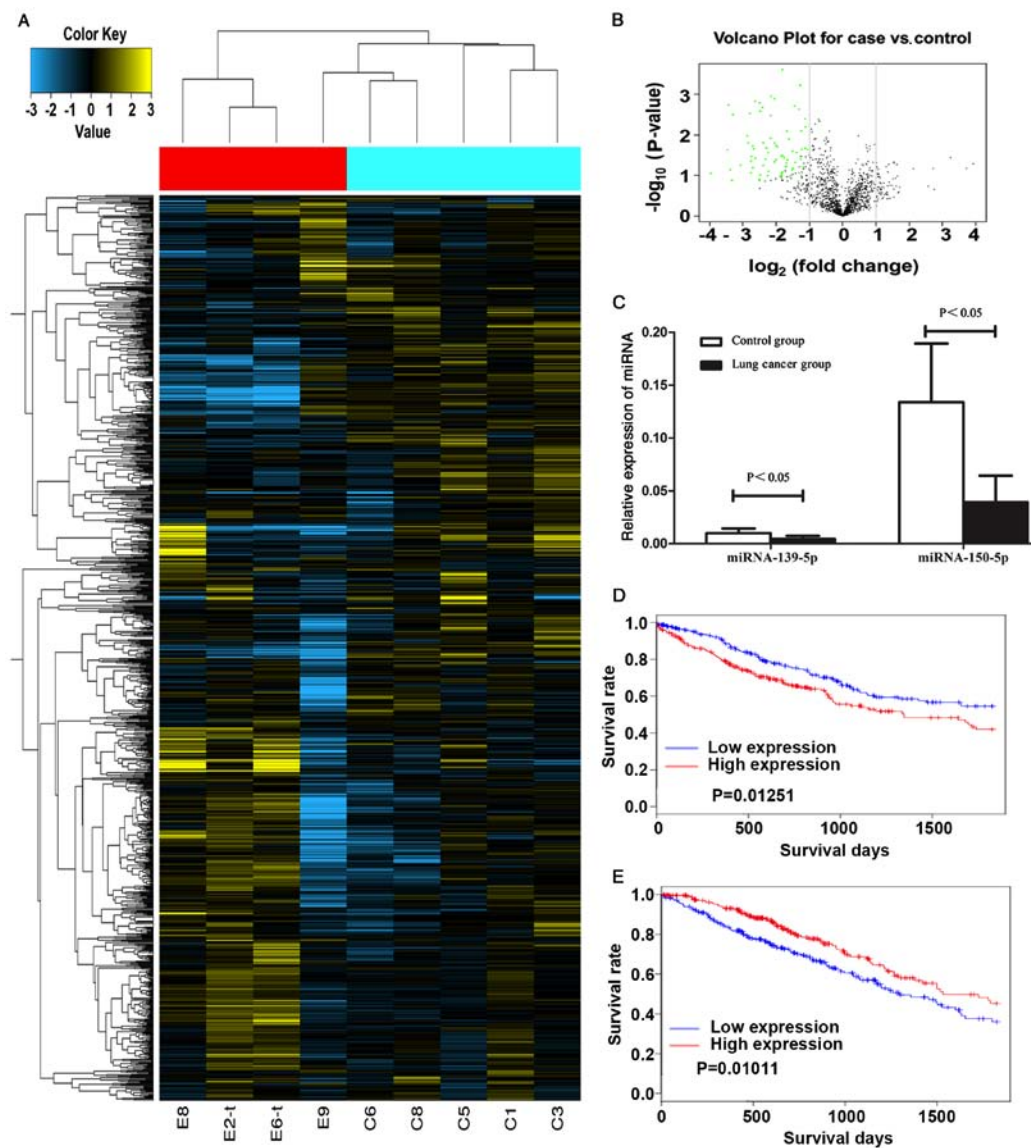 A
Color Key
-3 -2 -1 0 1 2 3
Value
E8 E2-t E6-t E9 C6 C8 C5 C1 C3
B
Volcano Plot for case vs. control
-log10 (P-value)
3
2
1
0
-4 -3 -2 -1 0 1 2 3 4
log2 (fold change)
C
Relative expression of miRNA
0.20
0.15
0.10
0.05
0.00
Control group
Lung cancer group
P< 0.05
P< 0.05
miRNA-139-5p miRNA-150-5p
D
Survival rate
1.0
0.8
0.6
0.4
0.2
0.0
Low expression
High expression
P=0.01251
0 500 1000 1500
Survival days
E
Survival rate
1.0
0.8
0.6
0.4
0.2
0.0
Low expression
High expression
P=0.01011
0 500 1000 1500
Survival days